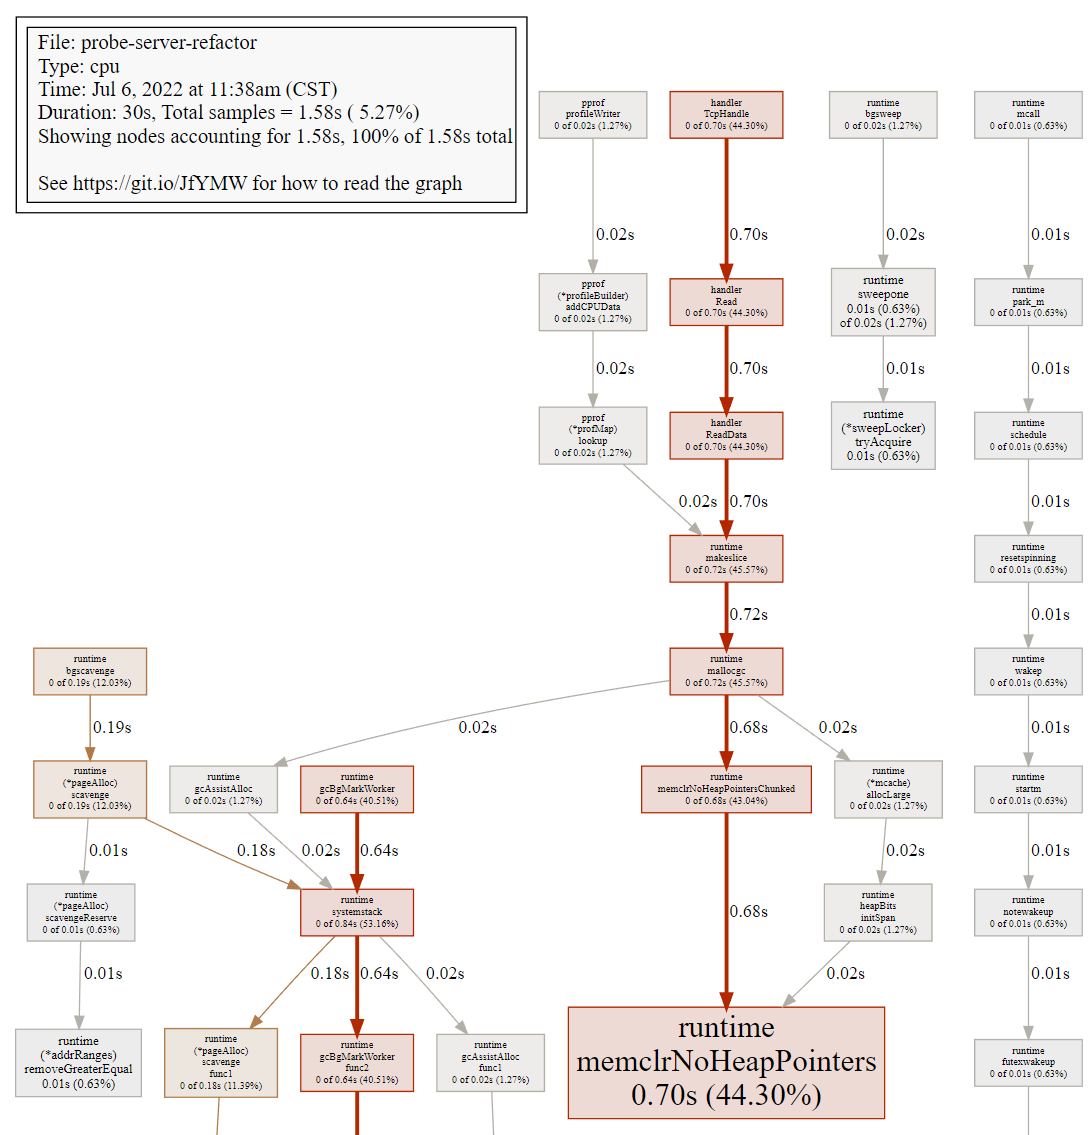 File: probe-server-refactor
Type: cpu
Time: Jul 6, 2022 at 11:38am (CST)
Duration: 30s, Total samples = 1.58s ( 5.27%)
Showing nodes accounting for 1.58s, 100% of 1.58s total
See https://git.io/JfYMW for how to read the graph
pprof
profileWriter
0 of 0.02s (1.27%)
handler
TcpHandle
0 of 0.70s (44.30%)
runtime
bgsweep
0 of 0.02s (1.27%)
runtime
mcall
0 of 0.01s (0.63%)
0.02s
0.70s
0.02s
0.01s
pprof
(*profileBuilder)
addCPUData
0 of 0.02s (1.27%)
handler
Read
0 of 0.70s (44.30%)
runtime
sweepone
0.01s (0.63%)
of 0.02s (1.27%)
runtime
park_m
0 of 0.01s (0.63%)
0.02s
0.70s
0.01s
0.01s
pprof
(*profMap)
lookup
0 of 0.02s (1.27%)
handler
ReadData
0 of 0.70s (44.30%)
runtime
(*sweepLocker)
tryAcquire
0.01s (0.63%)
runtime
schedule
0 of 0.01s (0.63%)
0.02s
0.70s
0.01s
runtime
makeslice
0 of 0.72s (45.57%)
runtime
resetspinning
0 of 0.01s (0.63%)
0.72s
0.01s
runtime
bgscavenge
0 of 0.19s (12.03%)
runtime
mallocgc
0 of 0.72s (45.57%)
runtime
wakep
0 of 0.01s (0.63%)
0.19s
0.02s
0.68s
0.02s
0.01s
runtime
(*pageAlloc)
scavenge
0 of 0.19s (12.03%)
runtime
gcAssistAlloc
0 of 0.02s (1.27%)
runtime
gcBgMarkWorker
0 of 0.64s (40.51%)
runtime
memclrNoHeapPointersChunked
0 of 0.68s (43.04%)
runtime
(*mcache)
allocLarge
0 of 0.02s (1.27%)
runtime
startm
0 of 0.01s (0.63%)
0.01s
0.18s
0.02s
0.64s
0.68s
0.02s
0.01s
runtime
(*pageAlloc)
scavengeReserve
0 of 0.01s (0.63%)
runtime
systemstack
0 of 0.84s (53.16%)
runtime
heapBits
initSpan
0 of 0.02s (1.27%)
runtime
notewakeup
0 of 0.01s (0.63%)
0.01s
0.18s
0.64s
0.02s
0.02s
0.01s
runtime
(*addrRanges)
removeGreaterEqual
0.01s (0.63%)
runtime
(*pageAlloc)
scavenge
func1
0 of 0.18s (11.39%)
runtime
gcBgMarkWorker
func2
0 of 0.64s (40.51%)
runtime
gcAssistAlloc
func1
0 of 0.02s (1.27%)
runtime
memclrNoHeapPointers
0.70s (44.30%)
runtime
futexwakeup
0 of 0.01s (0.63%)